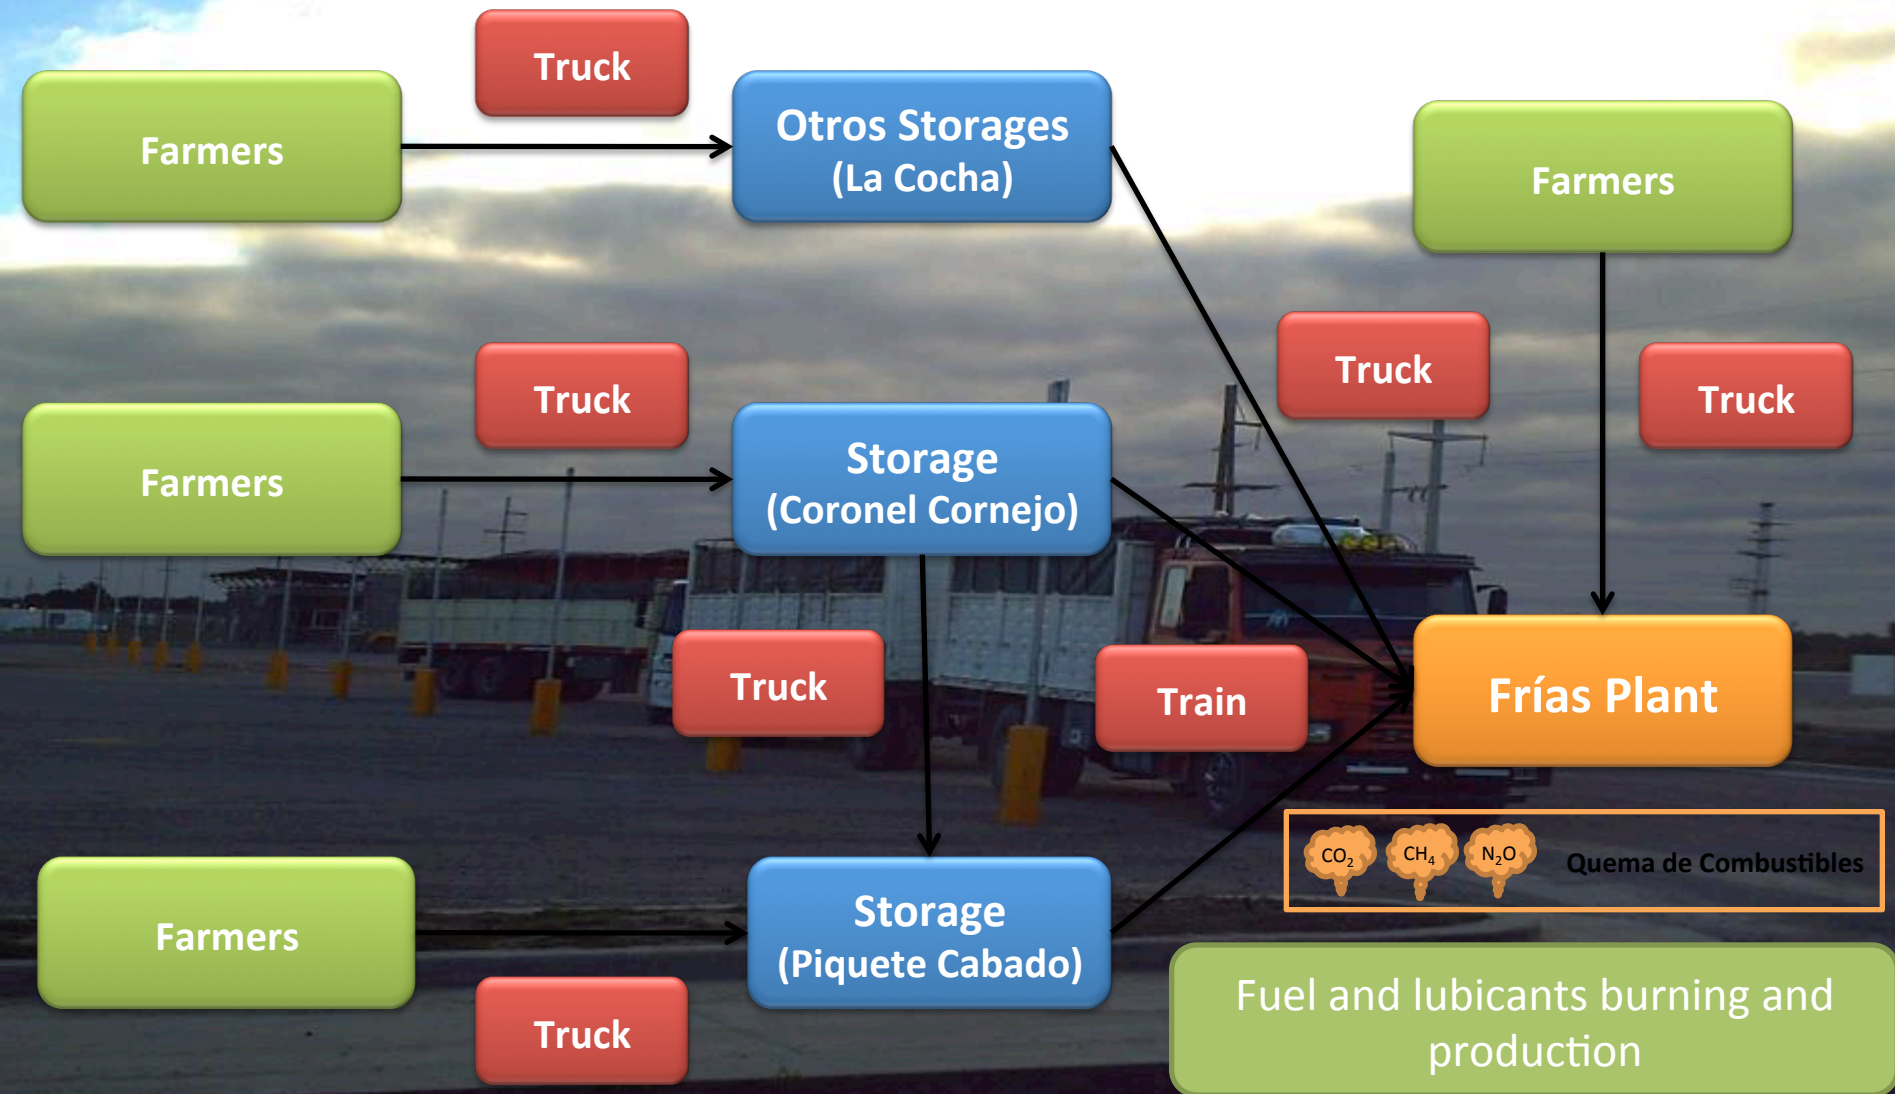 Truck
Farmers
Otros Storages
(La Cocha)
Farmers
Truck
Truck
Truck
Farmers
Storage
(Coronel Cornejo)
Truck
Train
Frías Plant
CO₂
CH₄
N₂O
Quema de Combustibles
Farmers
Storage
(Piquete Cabado)
Truck
Fuel and lubicants burning and
production